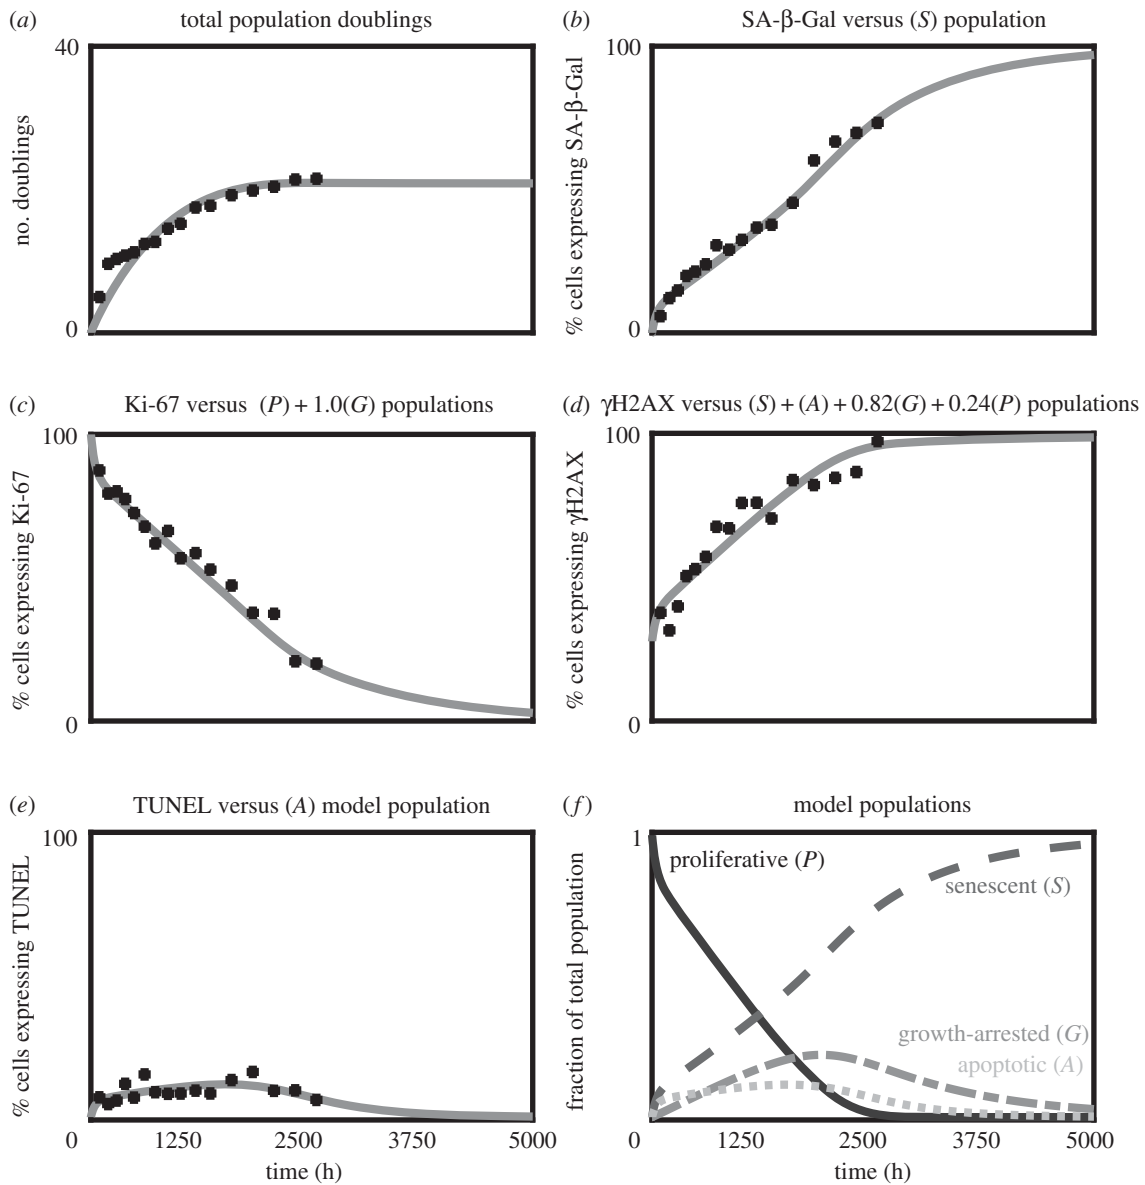 (a) total population doublings
40
no. doublings
0
(b) SA-β-Gal versus (S) population
100
% cells expressing SA-β-Gal
0
(c) Ki-67 versus (P) + 1.0(G) populations
100
% cells expressing Ki-67
0
(d) γH2AX versus (S) + (A) + 0.82(G) + 0.24(P) populations
100
% cells expressing γH2AX
0
(e) TUNEL versus (A) model population
100
% cells expressing TUNEL
0 1250 2500 3750 5000
time (h)
(f) model populations
1
fraction of total population
proliferative (P)
senescent (S)
growth-arrested (G)
apoptotic (A)
0 1250 2500 3750 5000
time (h)